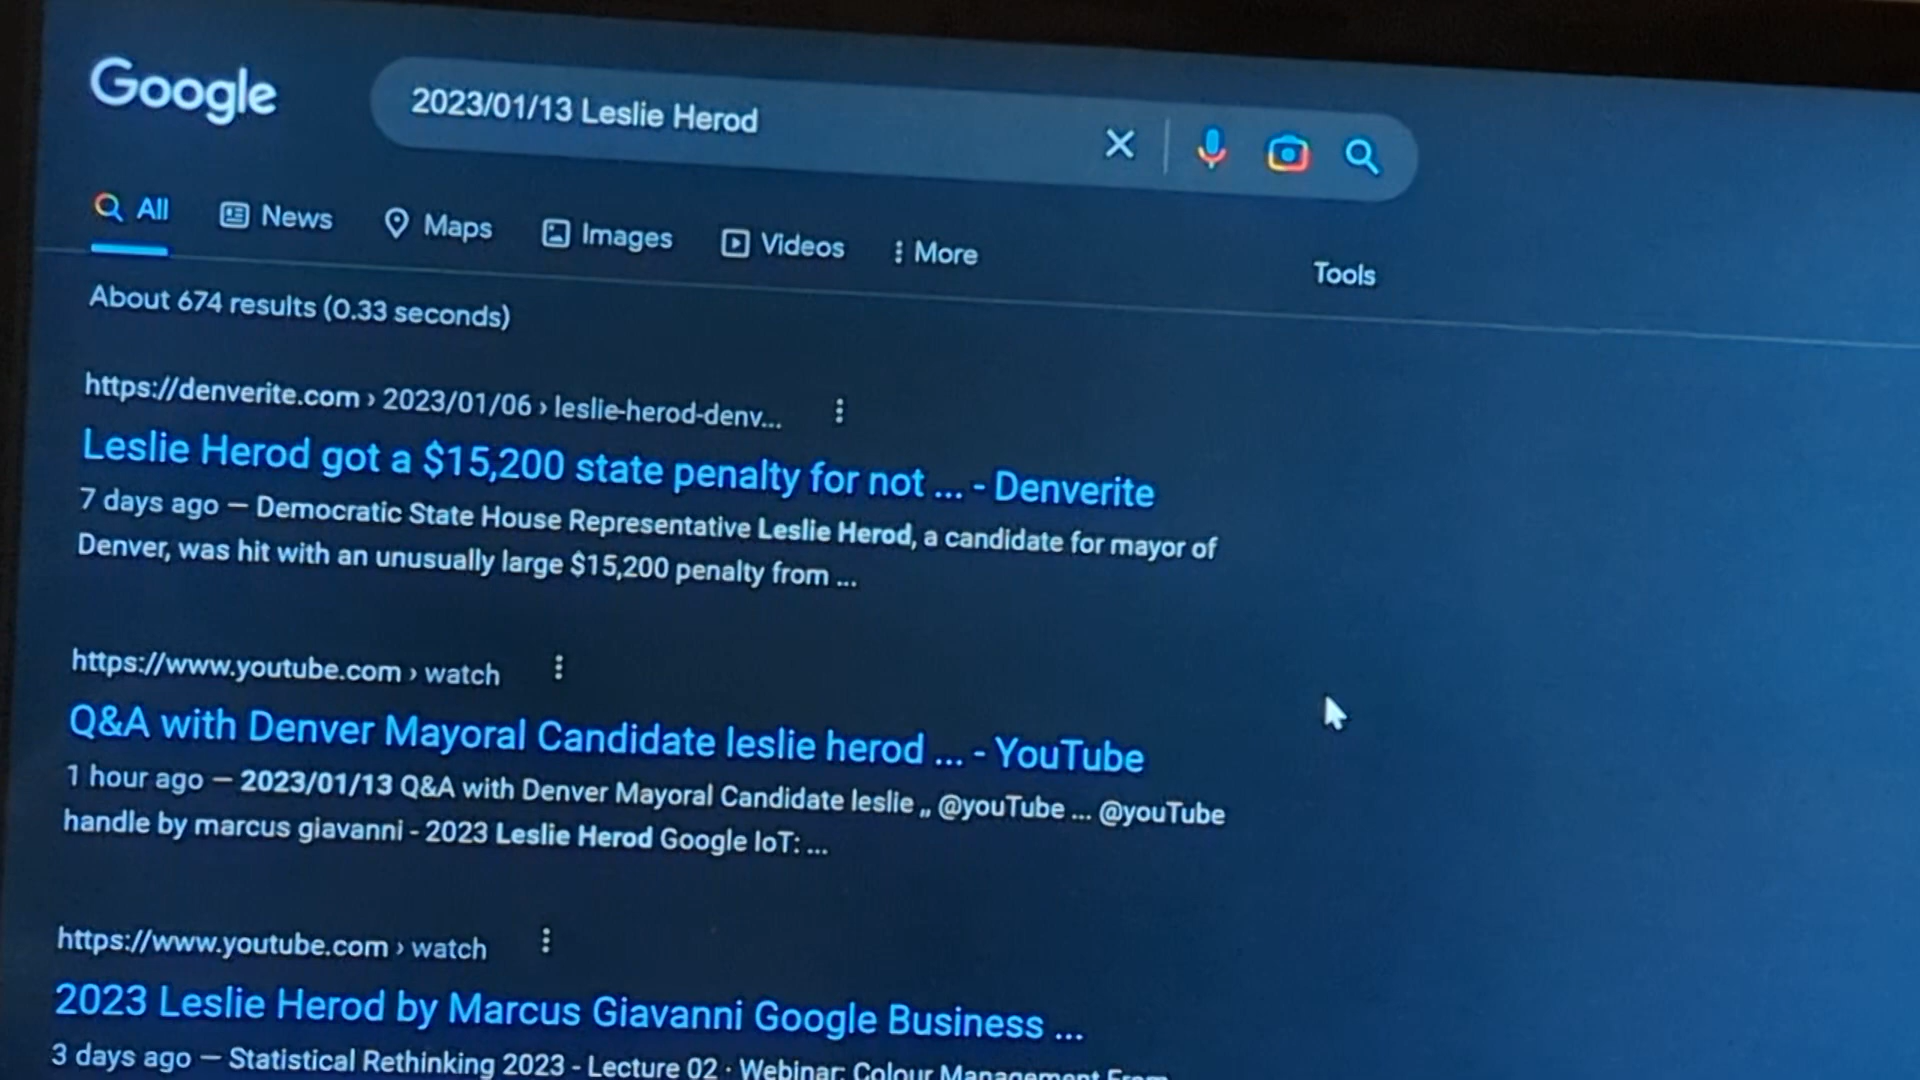 Google
2023/01/13 Leslie Herod
All News Maps Images Videos More Tools
About 674 results (0.33 seconds)
https://denverite.com › 2023/01/06 › leslie-herod-denv...
Leslie Herod got a $15,200 state penalty for not ... - Denverite
7 days ago — Democratic State House Representative Leslie Herod, a candidate for mayor of
Denver, was hit with an unusually large $15,200 penalty from ...
https://www.youtube.com › watch
Q&A with Denver Mayoral Candidate leslie herod ... - YouTube
1 hour ago — 2023/01/13 Q&A with Denver Mayoral Candidate leslie „ @youTube ... @youTube
handle by marcus giavanni - 2023 Leslie Herod Google IoT: ...
https://www.youtube.com › watch
2023 Leslie Herod by Marcus Giavanni Google Business ...
3 days ago — Statistical Rethinking 2023 - Lecture 02 · Webinar: Colour Management From